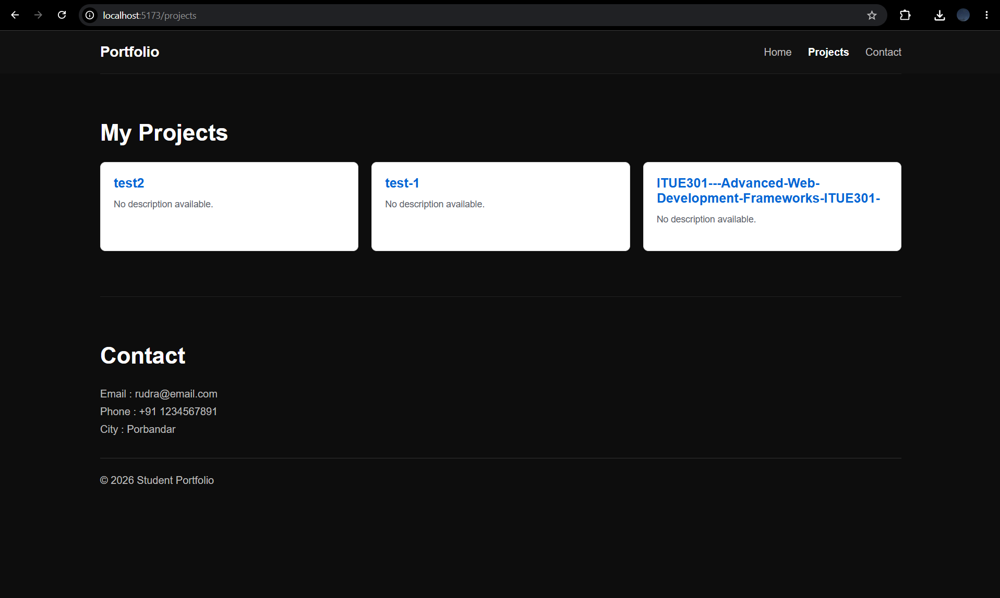 localhost:5173/projects
Portfolio
Home Projects Contact
My Projects
test2
No description available.
test-1
No description available.
ITUE301---Advanced-Web-
Development-Frameworks-ITUE301-
No description available.
Contact
Email : rudra@email.com
Phone : +91 1234567891
City : Porbandar
© 2026 Student Portfolio